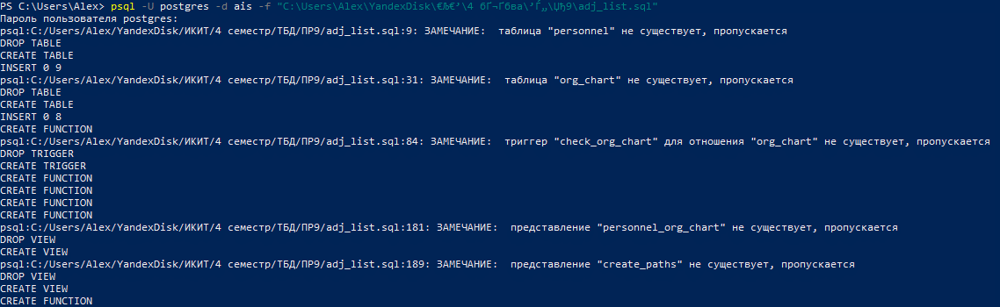 PS C:\Users\Alex> psql -U postgres -d ais -f "C:\Users\Alex\YandexDisk\€Љ€’\4 бҐ¬Ґбва\’Ѓ„\ЏЂ9\adj_list.sql"
Пароль пользователя postgres:
psql:C:/Users/Alex/YandexDisk/ИКИТ/4 семестр/ТБД/ПР9/adj_list.sql:9: ЗАМЕЧАНИЕ:  таблица "personnel" не существует, пропускается
DROP TABLE
CREATE TABLE
INSERT 0 9
psql:C:/Users/Alex/YandexDisk/ИКИТ/4 семестр/ТБД/ПР9/adj_list.sql:31: ЗАМЕЧАНИЕ:  таблица "org_chart" не существует, пропускается
DROP TABLE
CREATE TABLE
INSERT 0 8
CREATE FUNCTION
psql:C:/Users/Alex/YandexDisk/ИКИТ/4 семестр/ТБД/ПР9/adj_list.sql:84: ЗАМЕЧАНИЕ:  триггер "check_org_chart" для отношения "org_chart" не существует, пропускается
DROP TRIGGER
CREATE TRIGGER
CREATE FUNCTION
CREATE FUNCTION
CREATE FUNCTION
CREATE FUNCTION
psql:C:/Users/Alex/YandexDisk/ИКИТ/4 семестр/ТБД/ПР9/adj_list.sql:181: ЗАМЕЧАНИЕ:  представление "personnel_org_chart" не существует, пропускается
DROP VIEW
CREATE VIEW
psql:C:/Users/Alex/YandexDisk/ИКИТ/4 семестр/ТБД/ПР9/adj_list.sql:189: ЗАМЕЧАНИЕ:  представление "create_paths" не существует, пропускается
DROP VIEW
CREATE VIEW
CREATE FUNCTION